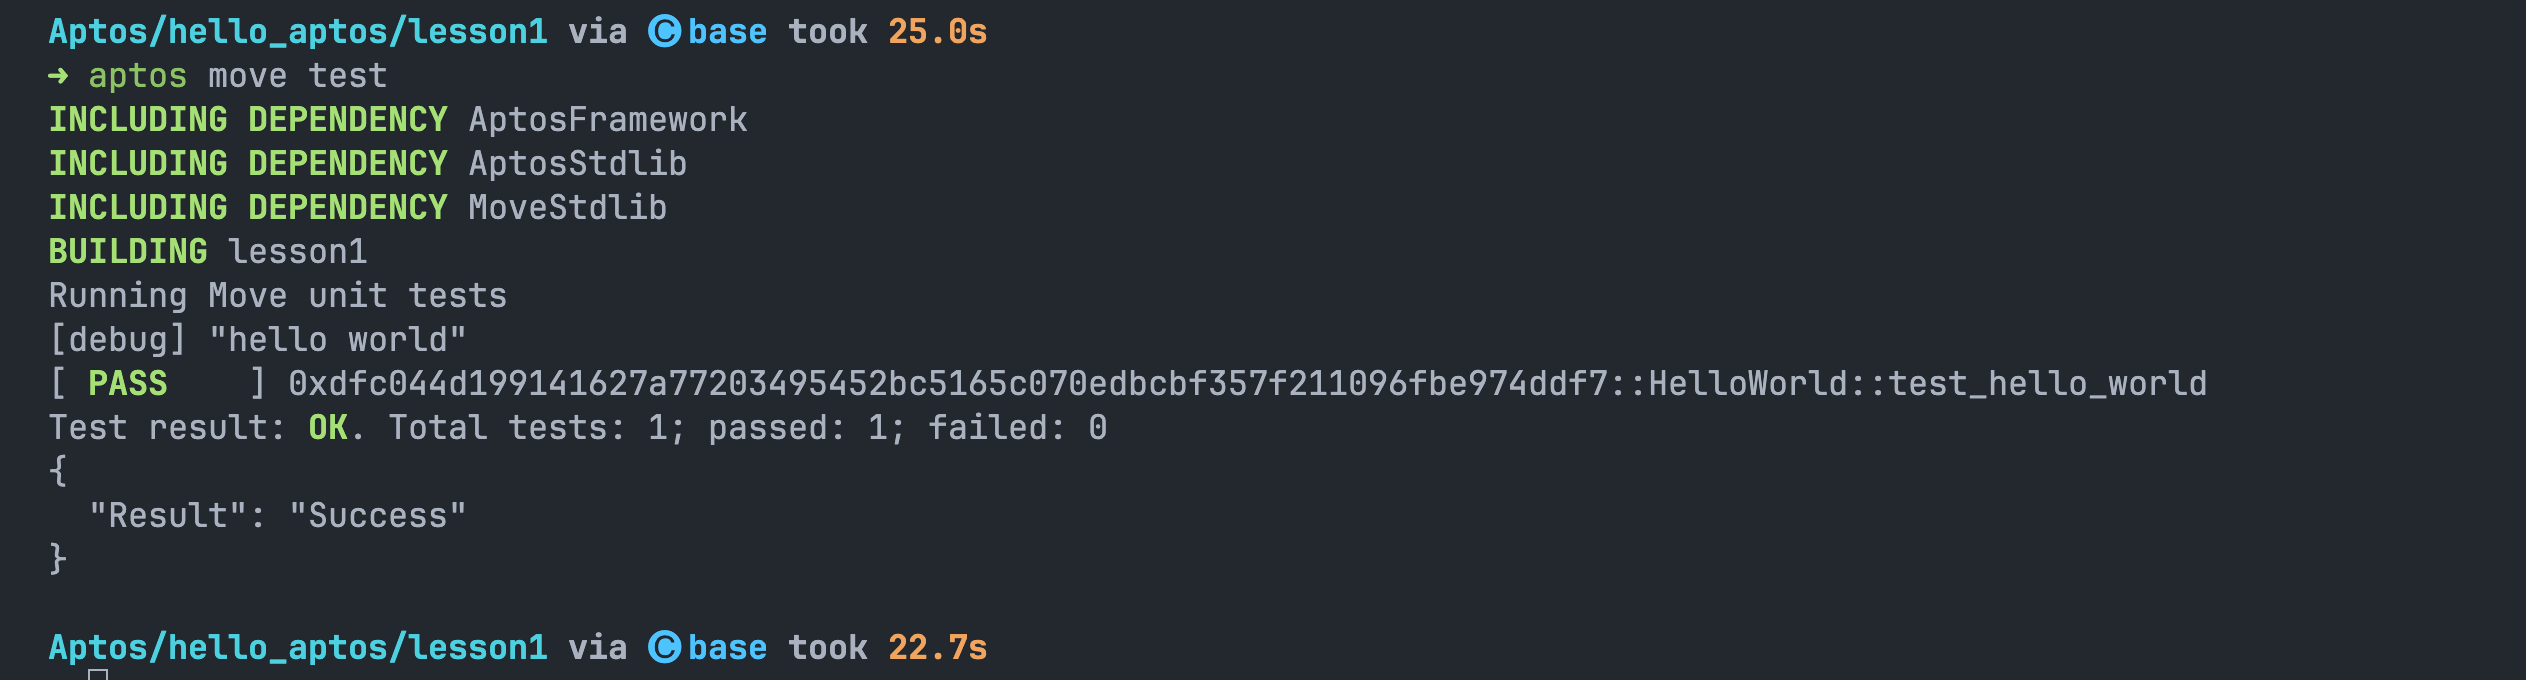 Aptos/hello_aptos/lesson1 via Ⓒ base took 25.0s
➜ aptos move test
INCLUDING DEPENDENCY AptosFramework
INCLUDING DEPENDENCY AptosStdlib
INCLUDING DEPENDENCY MoveStdlib
BUILDING lesson1
Running Move unit tests
[debug] "hello world"
[ PASS    ] 0xdfc044d199141627a77203495452bc5165c070edbcbf357f211096fbe974ddf7::HelloWorld::test_hello_world
Test result: OK. Total tests: 1; passed: 1; failed: 0
{
  "Result": "Success"
}
Aptos/hello_aptos/lesson1 via Ⓒ base took 22.7s